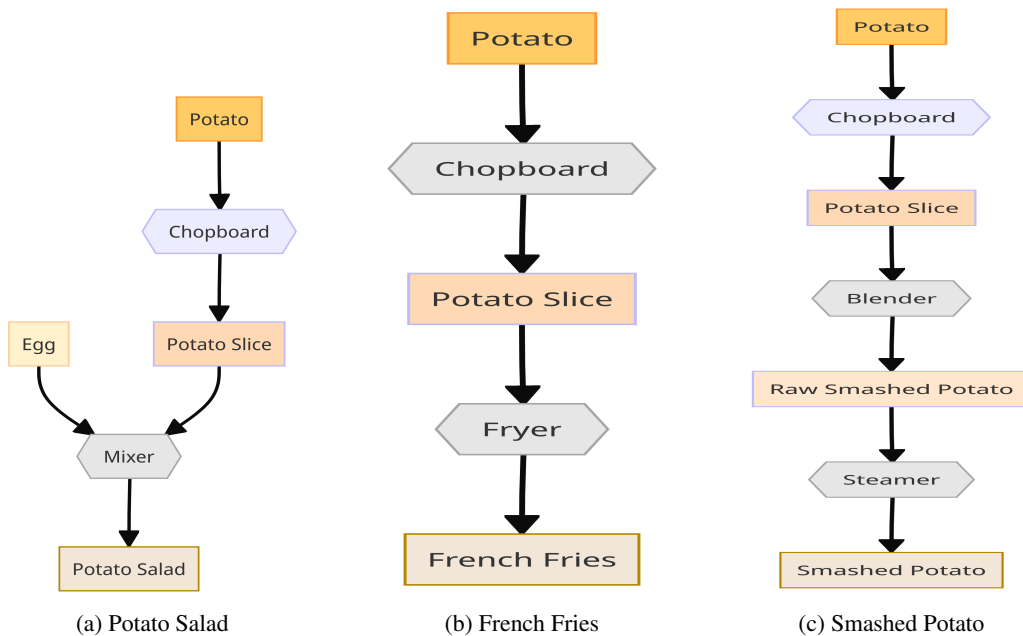 Potato
Chopboard
Egg
Potato Slice
Mixer
Potato Salad
(a) Potato Salad
Potato
Chopboard
Potato Slice
Fryer
French Fries
(b) French Fries
Potato
Chopboard
Potato Slice
Blender
Raw Smashed Potato
Steamer
Smashed Potato
(c) Smashed Potato